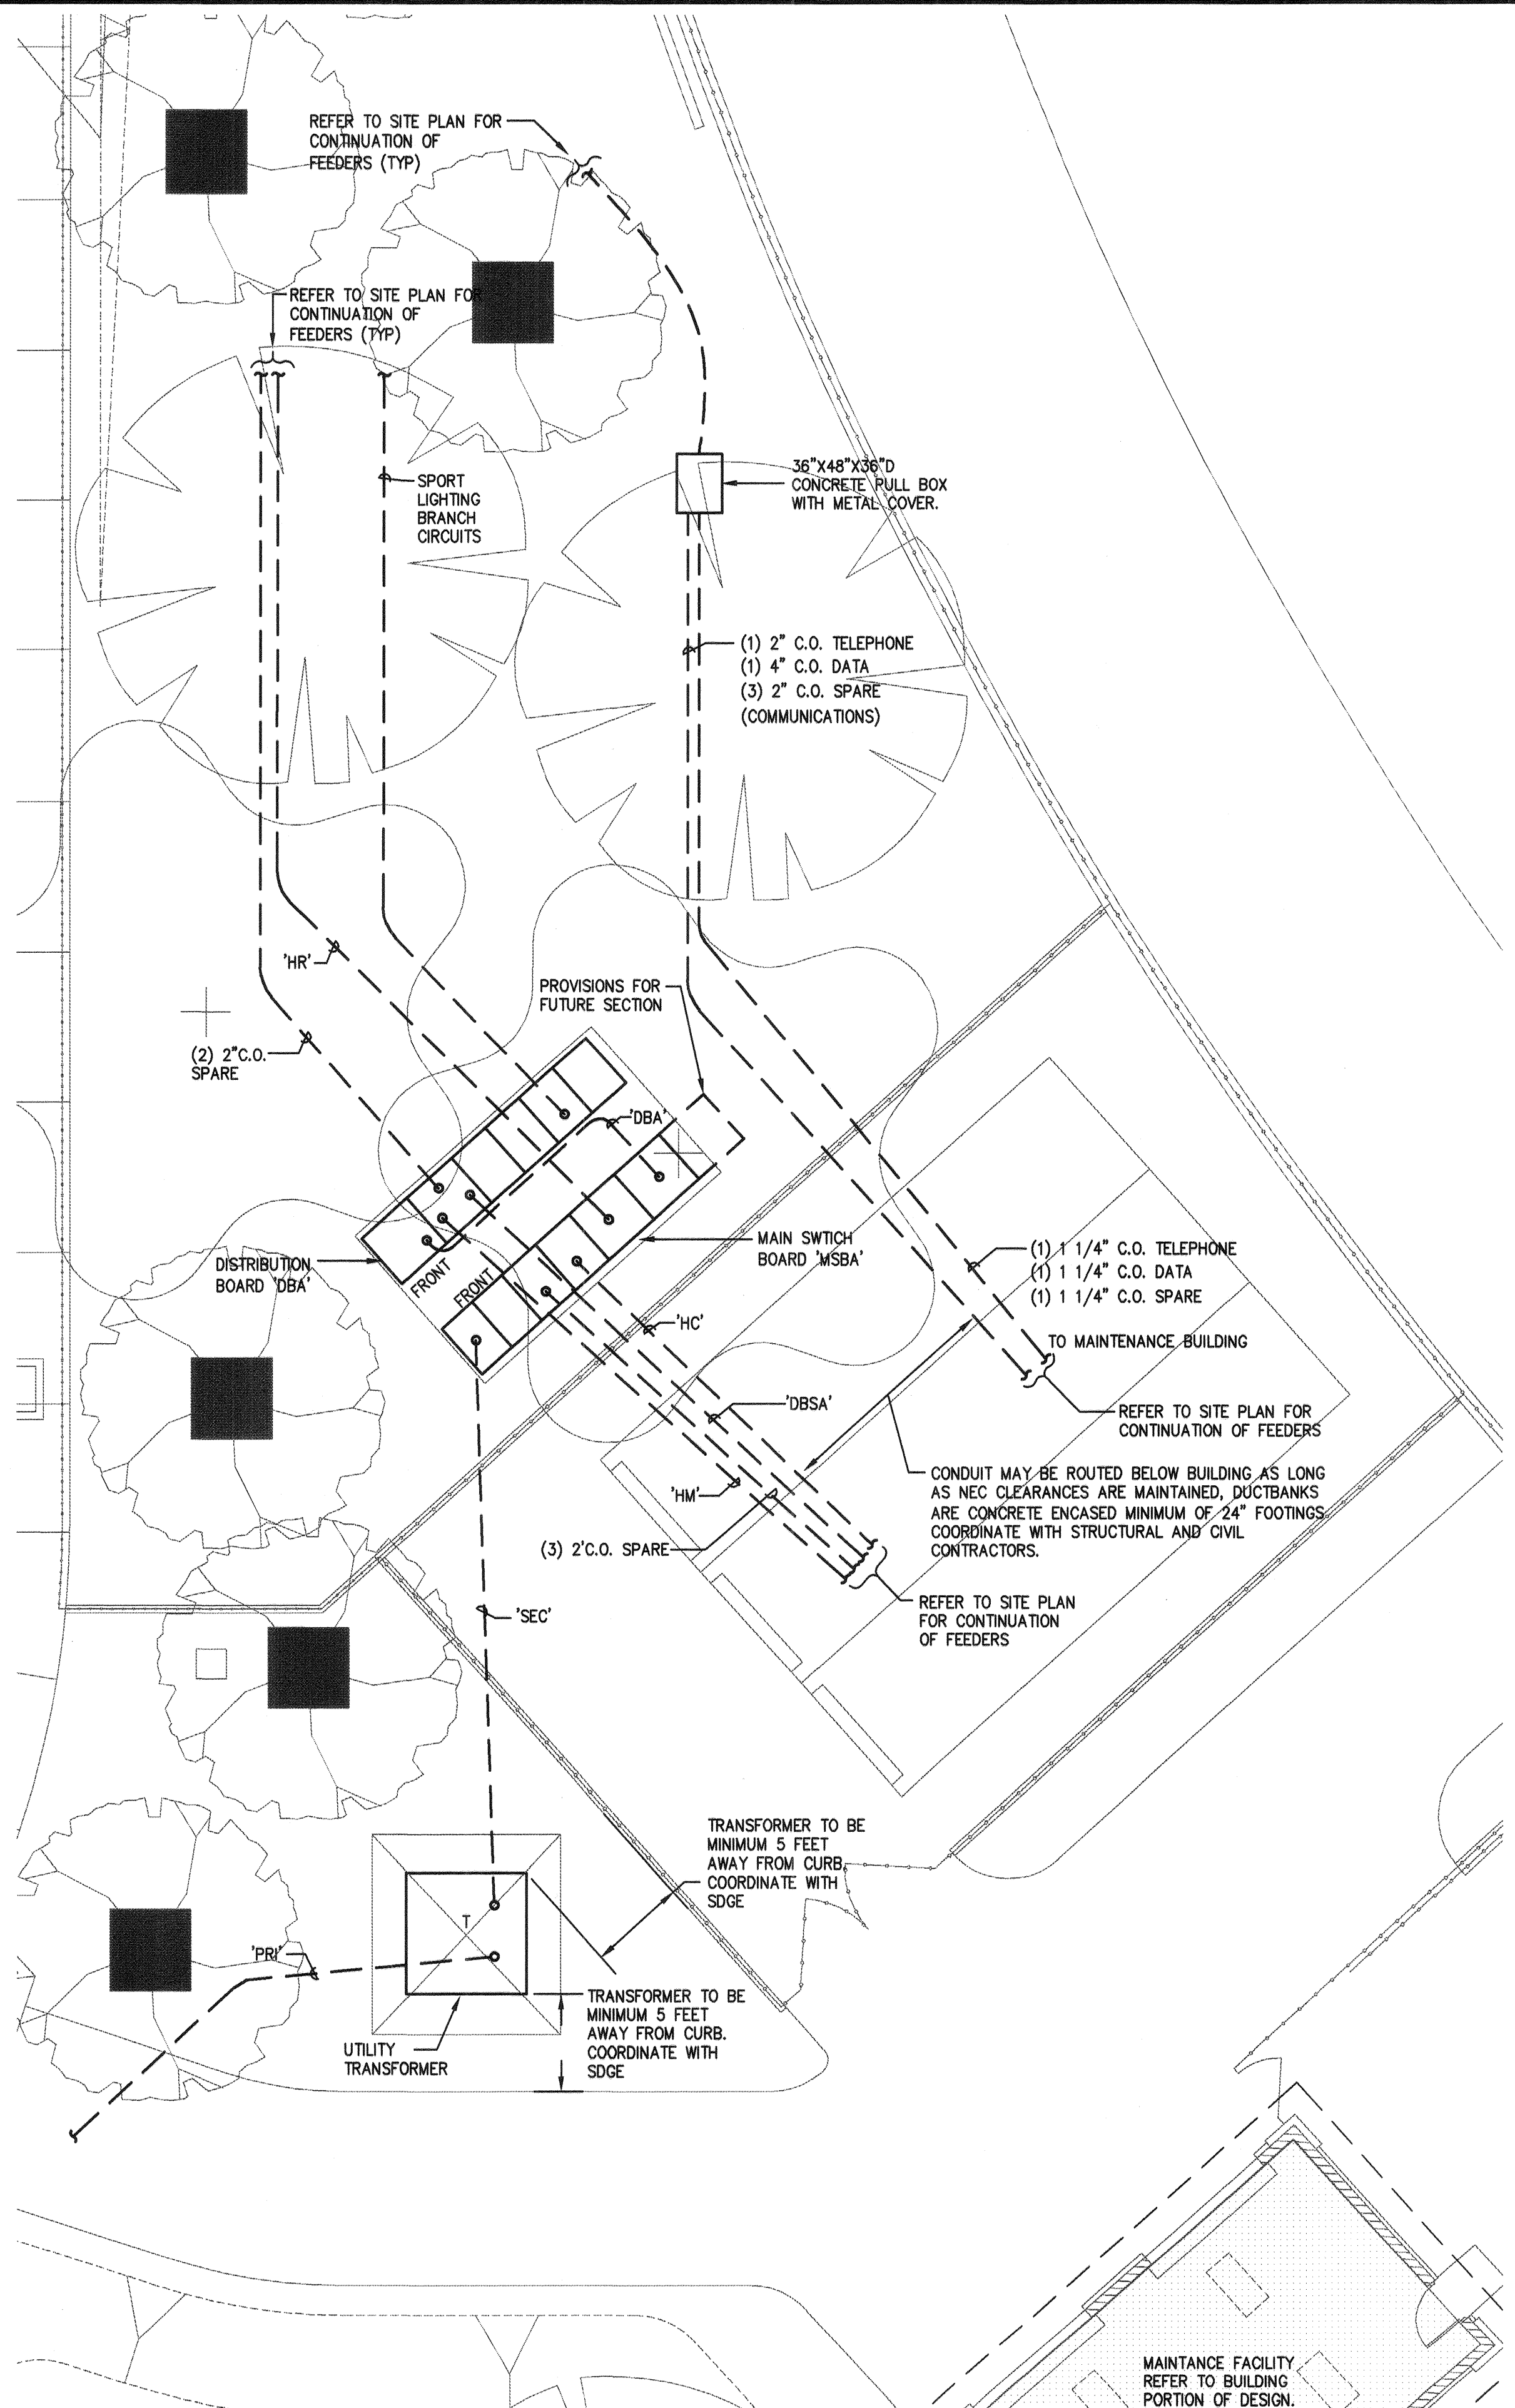 REFER TO SITE PLAN FOR
CONTINUATION OF
FEEDERS (TYP)
REFER TO SITE PLAN FOR
CONTINUATION OF
FEEDERS (TYP)
36"X48"X36"D
CONCRETE PULL BOX
WITH METAL COVER.
SPORT
LIGHTING
BRANCH
CIRCUITS
(1) 2" C.O. TELEPHONE
(1) 4" C.O. DATA
(3) 2" C.O. SPARE
(COMMUNICATIONS)
'HR'
PROVISIONS FOR
FUTURE SECTION
(2) 2"C.O.
SPARE
'DBA'
MAIN SWTICH
BOARD 'MSBA'
DISTRIBUTION
BOARD 'DBA'
FRONT
FRONT
(1) 1 1/4" C.O. TELEPHONE
(1) 1 1/4" C.O. DATA
(1) 1 1/4" C.O. SPARE
'HC'
TO MAINTENANCE BUILDING
'DBSA'
REFER TO SITE PLAN FOR
CONTINUATION OF FEEDERS
'HM'
CONDUIT MAY BE ROUTED BELOW BUILDING AS LONG
AS NEC CLEARANCES ARE MAINTAINED, DUCTBANKS
ARE CONCRETE ENCASED MINIMUM OF 24" FOOTINGS.
COORDINATE WITH STRUCTURAL AND CIVIL
CONTRACTORS.
(3) 2'C.O. SPARE
REFER TO SITE PLAN
FOR CONTINUATION
OF FEEDERS
'SEC'
TRANSFORMER TO BE
MINIMUM 5 FEET
AWAY FROM CURB.
COORDINATE WITH
SDGE
T
'PRI'
TRANSFORMER TO BE
MINIMUM 5 FEET
AWAY FROM CURB.
COORDINATE WITH
SDGE
UTILITY
TRANSFORMER
MAINTANCE FACILITY
REFER TO BUILDING
PORTION OF DESIGN.